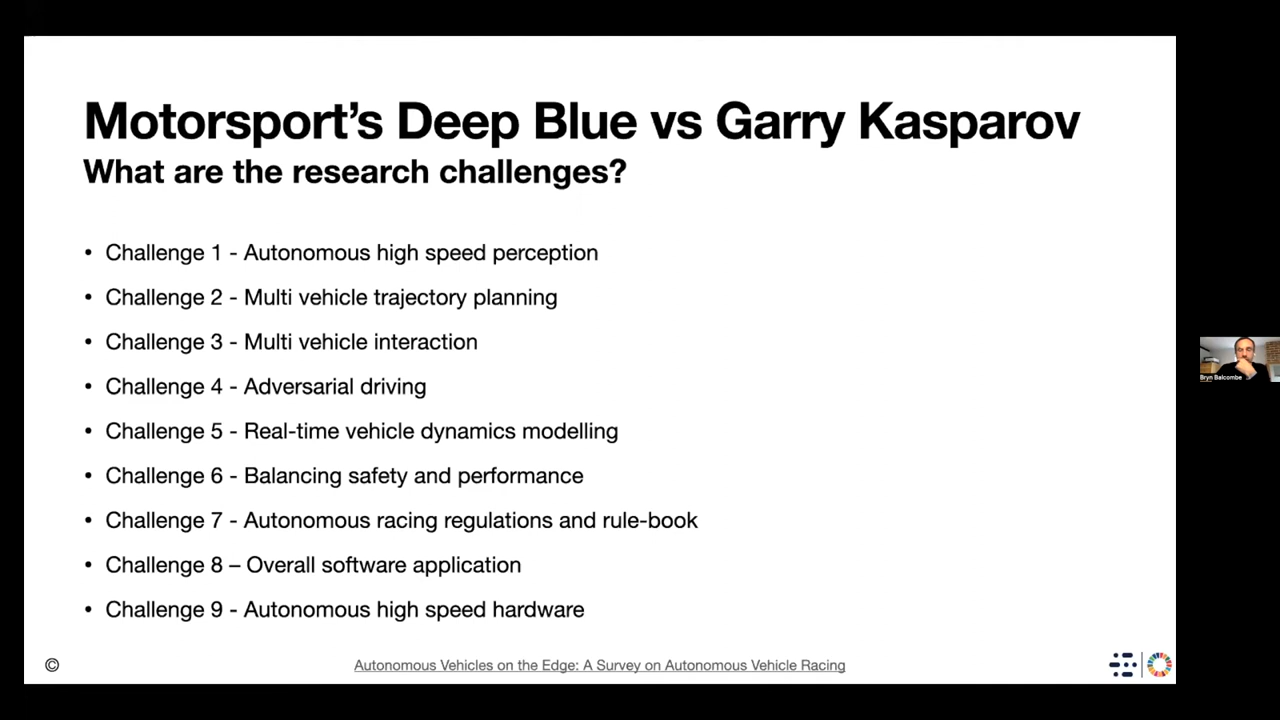 Motorsport's Deep Blue vs Garry Kasparov
What are the research challenges?
• Challenge 1 - Autonomous high speed perception
• Challenge 2 - Multi vehicle trajectory planning
• Challenge 3 - Multi vehicle interaction
• Challenge 4 - Adversarial driving
• Challenge 5 - Real-time vehicle dynamics modelling
• Challenge 6 - Balancing safety and performance
• Challenge 7 - Autonomous racing regulations and rule-book
• Challenge 8 – Overall software application
• Challenge 9 - Autonomous high speed hardware
Bryn Balcombe
© Autonomous Vehicles on the Edge: A Survey on Autonomous Vehicle Racing